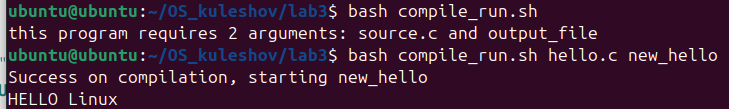 ubuntu@ubuntu:~/OS_kuleshov/lab3$ bash compile_run.sh
this program requires 2 arguments: source.c and output_file
ubuntu@ubuntu:~/OS_kuleshov/lab3$ bash compile_run.sh hello.c new_hello
Success on compilation, starting new_hello
HELLO Linux